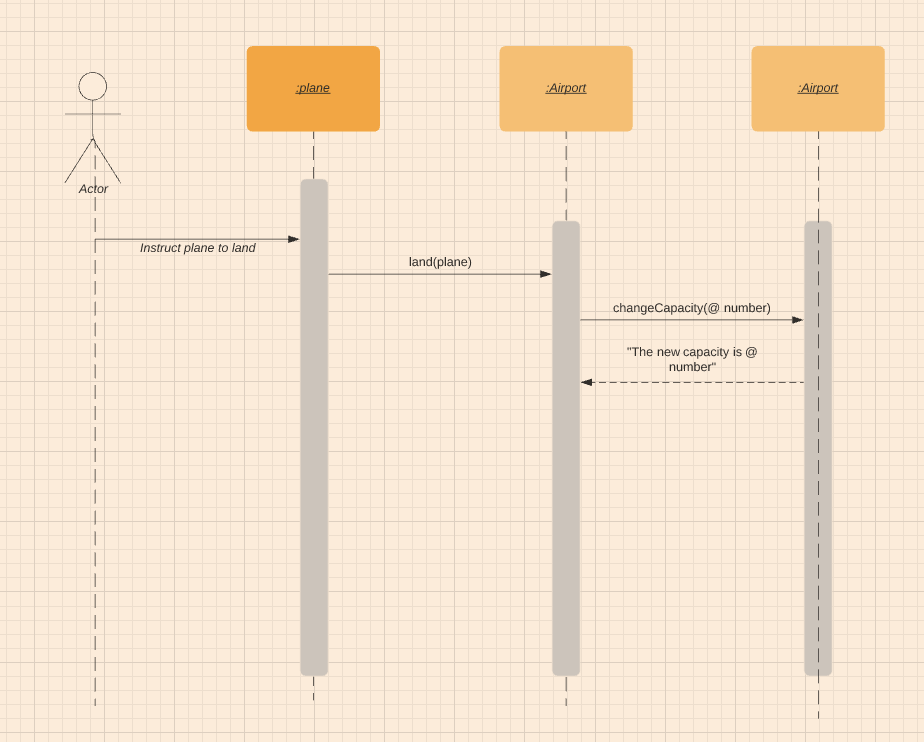 :plane
:Airport
:Airport
Actor
Instruct plane to land
land(plane)
changeCapacity(@ number)
"The new capacity is @
number"